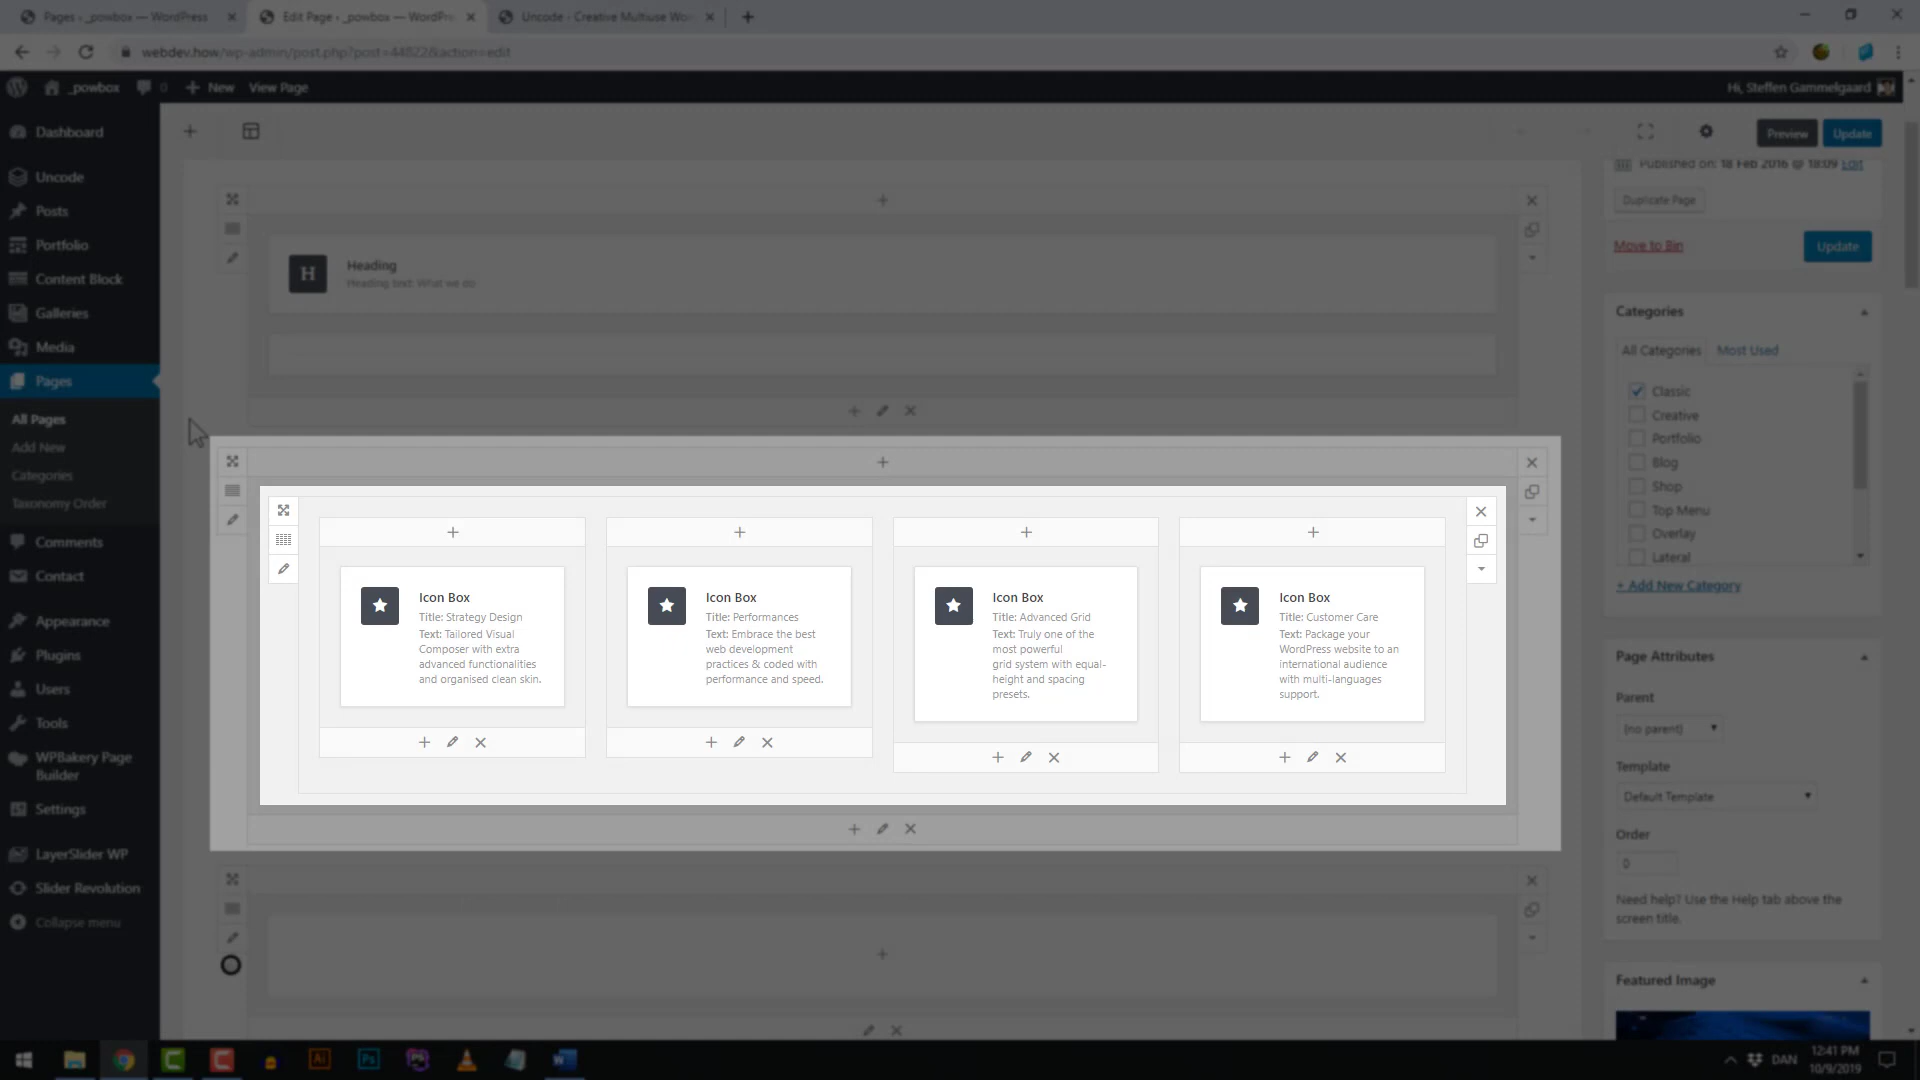 Pages ‹ _powbox — WordPress
Edit Page ‹ _powbox — WordPre
Uncode - Creative Multiuse Wor
webdev.how/wp-admin/post.php?post=44822&action=edit
_powbox
0
New
View Page
Hi, Steffen Gammelgaard
Dashboard
Uncode
Posts
Portfolio
Content Block
Galleries
Media
Pages
All Pages
Add New
Categories
Taxonomy Order
Comments
Contact
Appearance
Plugins
Users
Tools
WPBakery Page
Builder
Settings
LayerSlider WP
Slider Revolution
Collapse menu
Preview
Update
Published on: 18 Feb 2016 @ 18:09 Edit
Duplicate Page
Move to Bin
Update
H
Heading
Heading text: What we do
Icon Box
Title: Strategy Design
Text: Tailored Visual
Composer with extra
advanced functionalities
and organised clean skin.
Icon Box
Title: Performances
Text: Embrace the best
web development
practices & coded with
performance and speed.
Icon Box
Title: Advanced Grid
Text: Truly one of the
most powerful
grid system with equal-
height and spacing
presets.
Icon Box
Title: Customer Care
Text: Package your
WordPress website to an
international audience
with multi-languages
support.
Categories
All Categories
Most Used
Classic
Creative
Portfolio
Blog
Shop
Top Menu
Overlay
Lateral
+ Add New Category
Page Attributes
Parent
(no parent)
Template
Default Template
Order
0
Need help? Use the Help tab above the
screen title.
Featured Image
Ai
Ps
PS
W
DAN
12:41 PM
10/9/2019